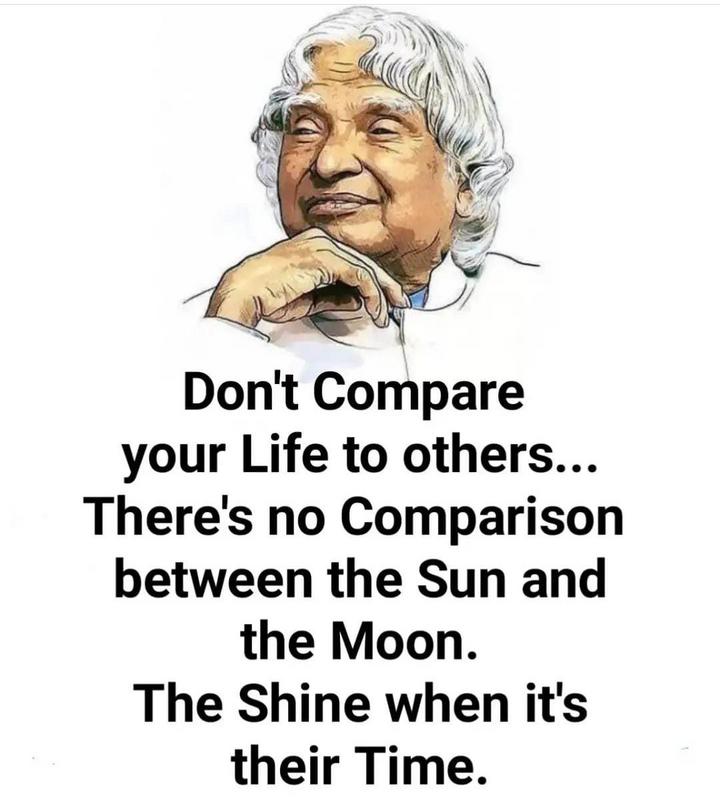 Don't Compare
your Life to others...
There's no Comparison
between the Sun and
the Moon.
The Shine when it's
their Time.